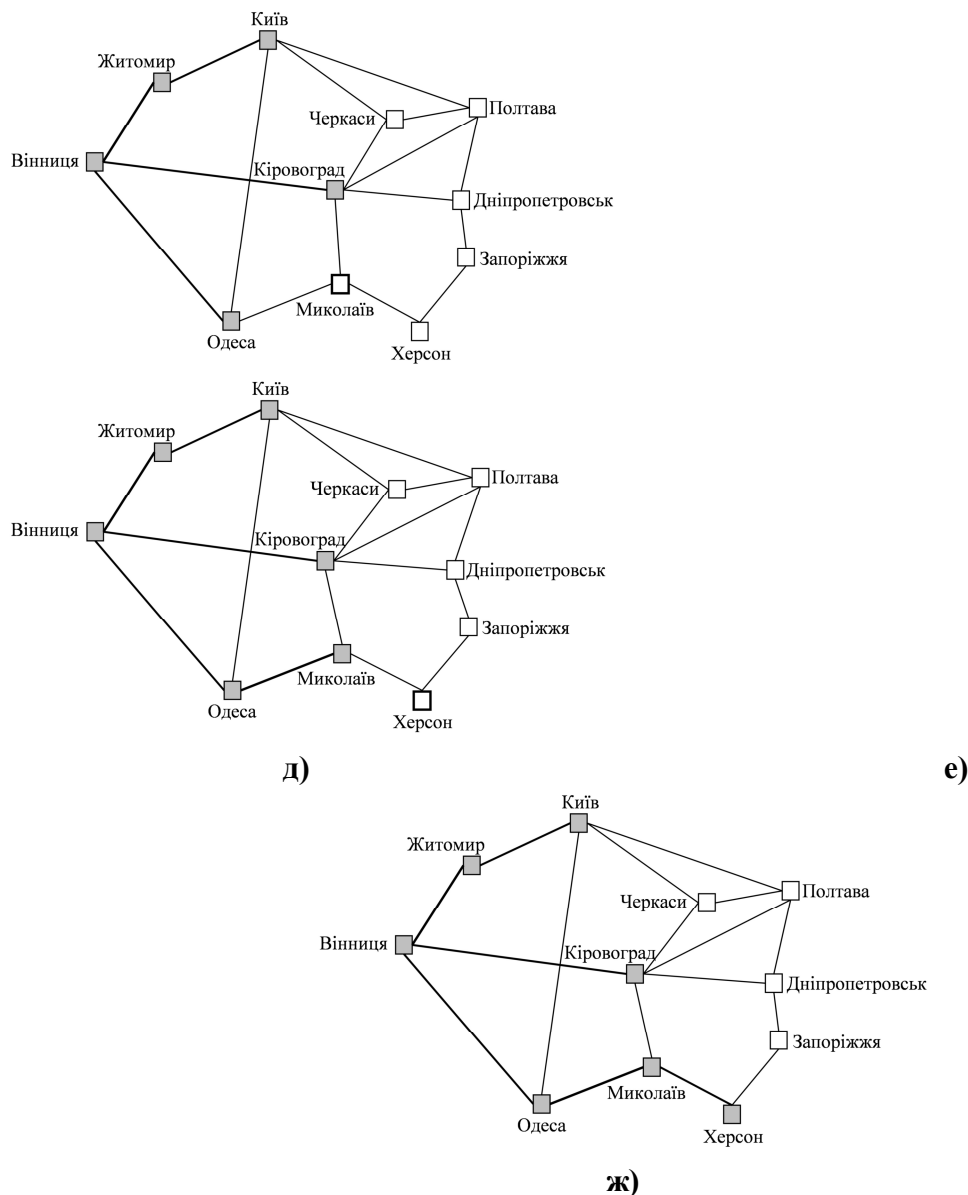 Київ
Житомир
Черкаси
Полтава
Вінниця
Кіровоград
Дніпропетровськ
Запоріжжя
Миколаїв
Одеса
Херсон
Київ
Житомир
Черкаси
Полтава
Вінниця
Кіровоград
Дніпропетровськ
Запоріжжя
Миколаїв
Одеса
Херсон
д) е)
Київ
Житомир
Черкаси
Полтава
Вінниця
Кіровоград
Дніпропетровськ
Запоріжжя
Миколаїв
Одеса
Херсон
ж)